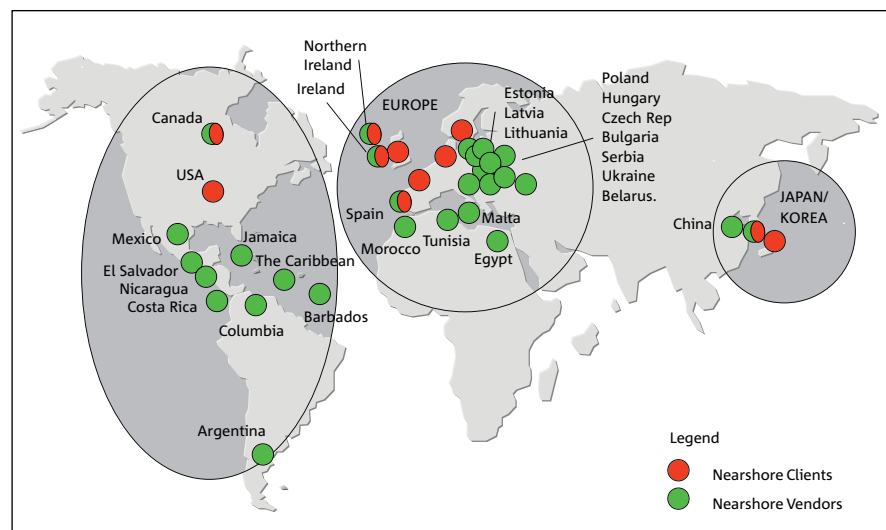 Northern
Ireland
Ireland
EUROPE
Estonia
Latvia
Lithuania
Poland
Hungary
Czech Rep
Bulgaria
Serbia
Ukraine
Belarus.
Canada
USA
Spain
Malta
Morocco
Tunisia
Egypt
China
JAPAN/
KOREA
Mexico
Jamaica
The Caribbean
El Salvador
Nicaragua
Costa Rica
Barbados
Columbia
Argentina
Legend
Nearshore Clients
Nearshore Vendors